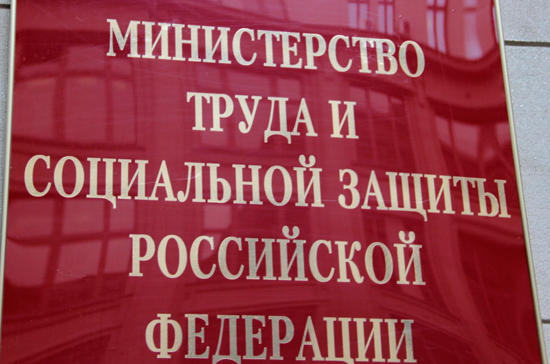 МИНИСТЕРСТВО
ТРУДА И
СОЦИАЛЬНОЙ ЗАЩИТЫ
РОССИЙСКОЙ
ФЕДЕРАЦИИ